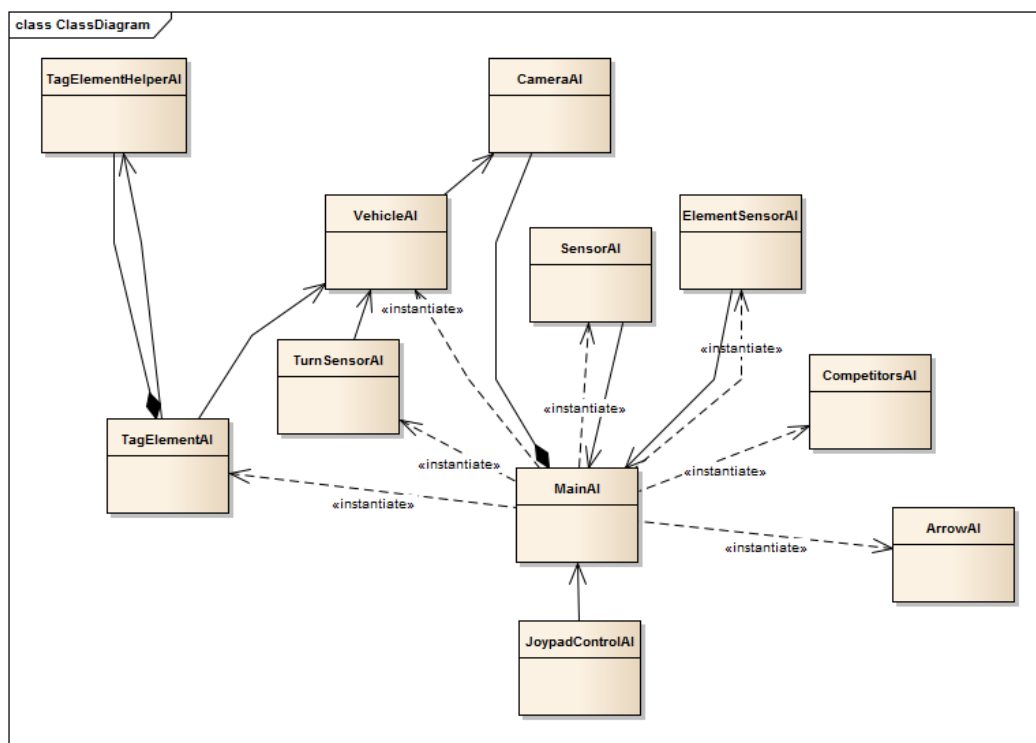 class ClassDiagram
TagElementHelperAI
CameraAI
VehicleAI
ElementSensorAI
SensorAI
«instantiate»
«instantiate»
TurnSensorAI
CompetitorsAI
«instantiate»
TagElementAI
«instantiate»
«instantiate»
MainAI
«instantiate»
ArrowAI
«instantiate»
JoypadControlAI